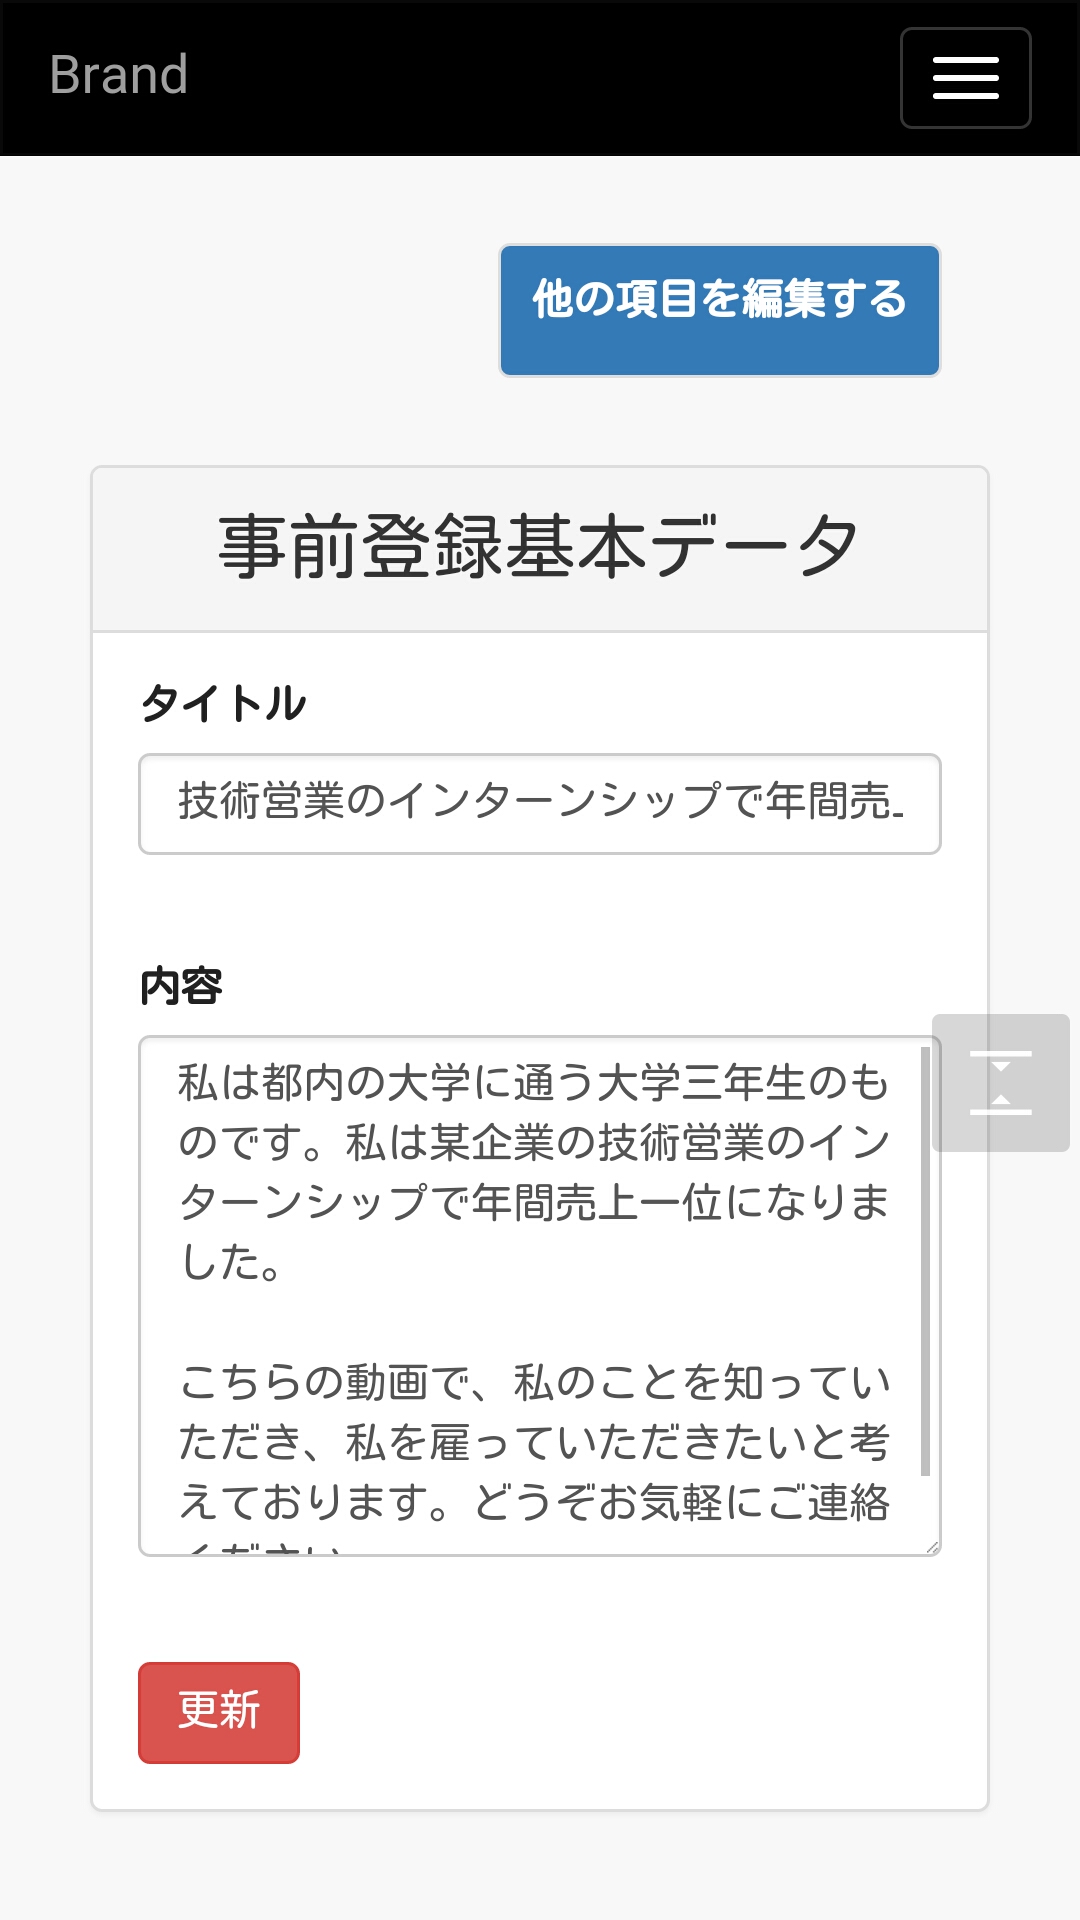 Brand
他の項目を編集する
事前登録基本データ
タイトル
技術営業のインターンシップで年間売
内容
私は都内の大学に通う大学三年生のも
のです。私は某企業の技術営業のイン
ターンシップで年間売上一位になりま
した。
こちらの動画で、私のことを知ってい
ただき、私を雇っていただきたいと考
えております。どうぞお気軽にご連絡
ください
更新